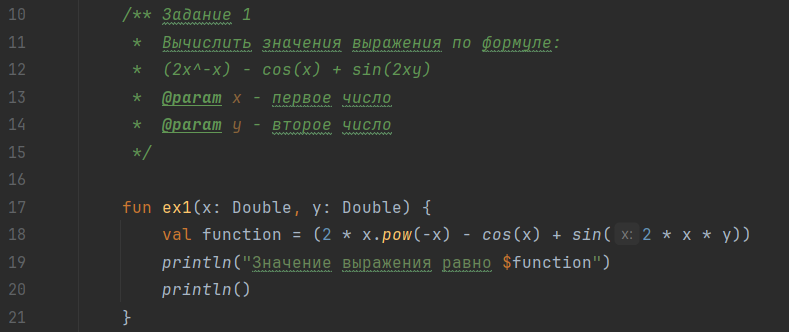 10 /** Задание 1
11 * Вычислить значения выражения по формуле:
12 * (2x^-x) - cos(x) + sin(2xy)
13 * @param x - первое число
14 * @param y - второе число
15 */
16
17 fun ex1(x: Double, y: Double) {
18 val function = (2 * x.pow(-x) - cos(x) + sin( x: 2 * x * y))
19 println("Значение выражения равно $function")
20 println()
21 }